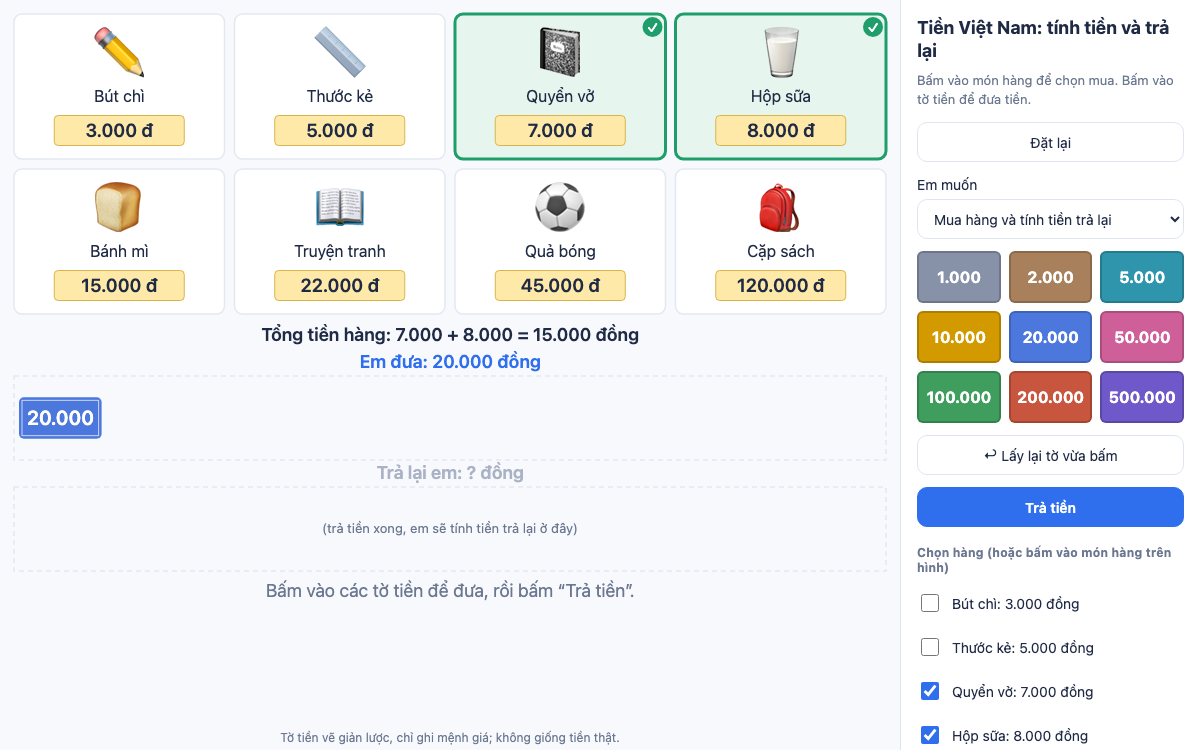 Bút chì
3.000 đ
Thước kẻ
5.000 đ
Quyển vở
7.000 đ
Hộp sữa
8.000 đ
Bánh mì
15.000 đ
Truyện tranh
22.000 đ
Quả bóng
45.000 đ
Cặp sách
120.000 đ
Tổng tiền hàng: 7.000 + 8.000 = 15.000 đồng
Em đưa: 20.000 đồng
20.000
Trả lại em: ? đồng
(trả tiền xong, em sẽ tính tiền trả lại ở đây)
Bấm vào các tờ tiền để đưa, rồi bấm “Trả tiền”.
Tờ tiền vẽ giản lược, chỉ ghi mệnh giá; không giống tiền thật.
Tiền Việt Nam: tính tiền và trả
lại
Bấm vào món hàng để chọn mua. Bấm vào
tờ tiền để đưa tiền.
Đặt lại
Em muốn
Mua hàng và tính tiền trả lại
1.000
2.000
5.000
10.000
20.000
50.000
100.000
200.000
500.000
↩ Lấy lại tờ vừa bấm
Trả tiền
Chọn hàng (hoặc bấm vào món hàng trên
hình)
Bút chì: 3.000 đồng
Thước kẻ: 5.000 đồng
Quyển vở: 7.000 đồng
Hộp sữa: 8.000 đồng